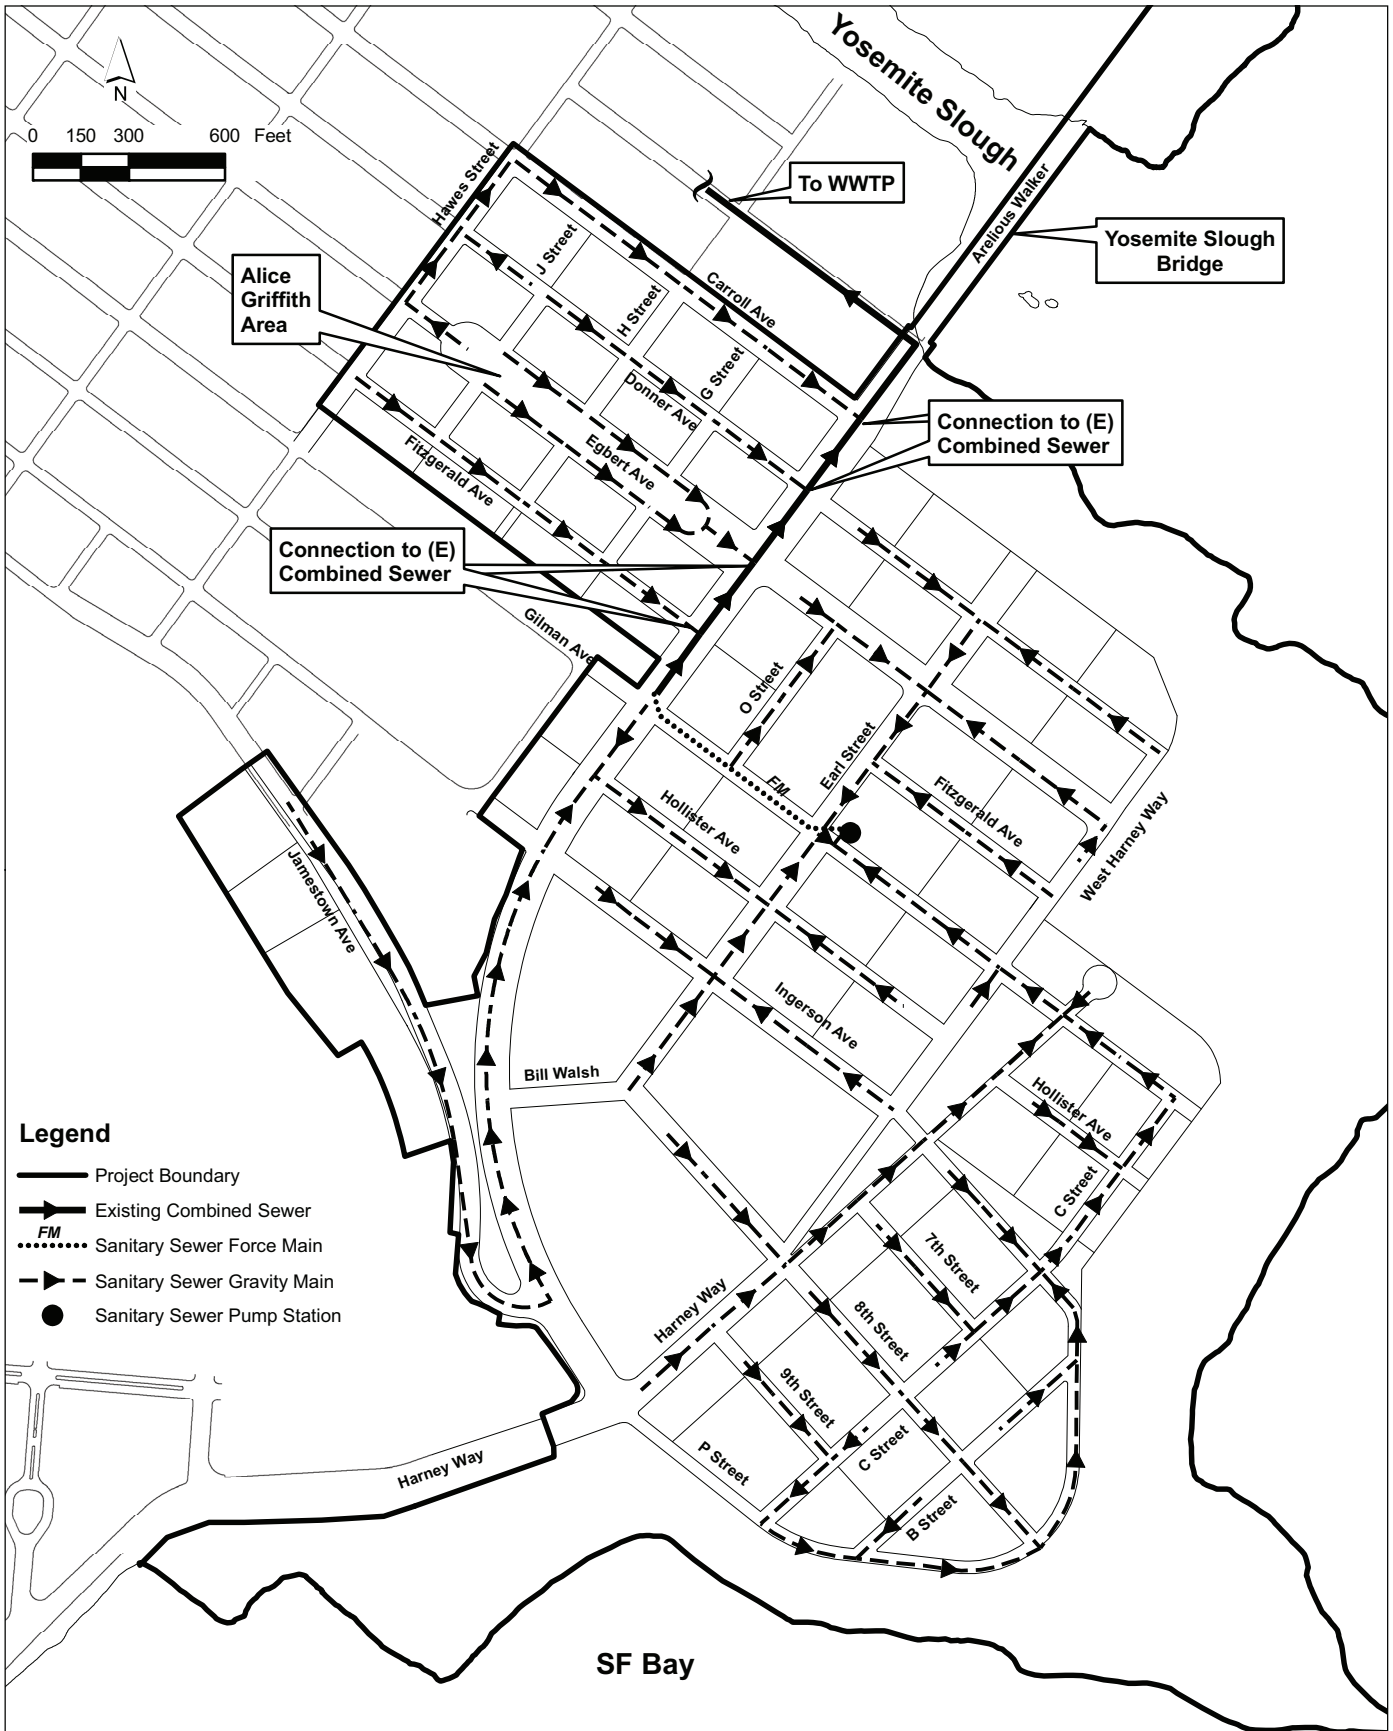 Yosemite Slough
N
0 150 300 600 Feet
To WWTP
Hawes Street
Arelious Walker
Yosemite Slough
Bridge
J Street
Alice
Griffith
Area
Carroll Ave
H Street
G Street
Donner Ave
Connection to (E)
Combined Sewer
Egbert Ave
Fitzgerald Ave
Connection to (E)
Combined Sewer
Gilman Ave
O Street
Earl Street
FM
Hollister Ave
Fitzgerald Ave
West Harney Way
Jamestown Ave
Ingerson Ave
Bill Walsh
Hollister Ave
C Street
Legend
Project Boundary
Existing Combined Sewer
FM
Sanitary Sewer Force Main
Sanitary Sewer Gravity Main
Sanitary Sewer Pump Station
7th Street
Harney Way
8th Street
9th Street
C Street
P Street
Harney Way
B Street
SF Bay